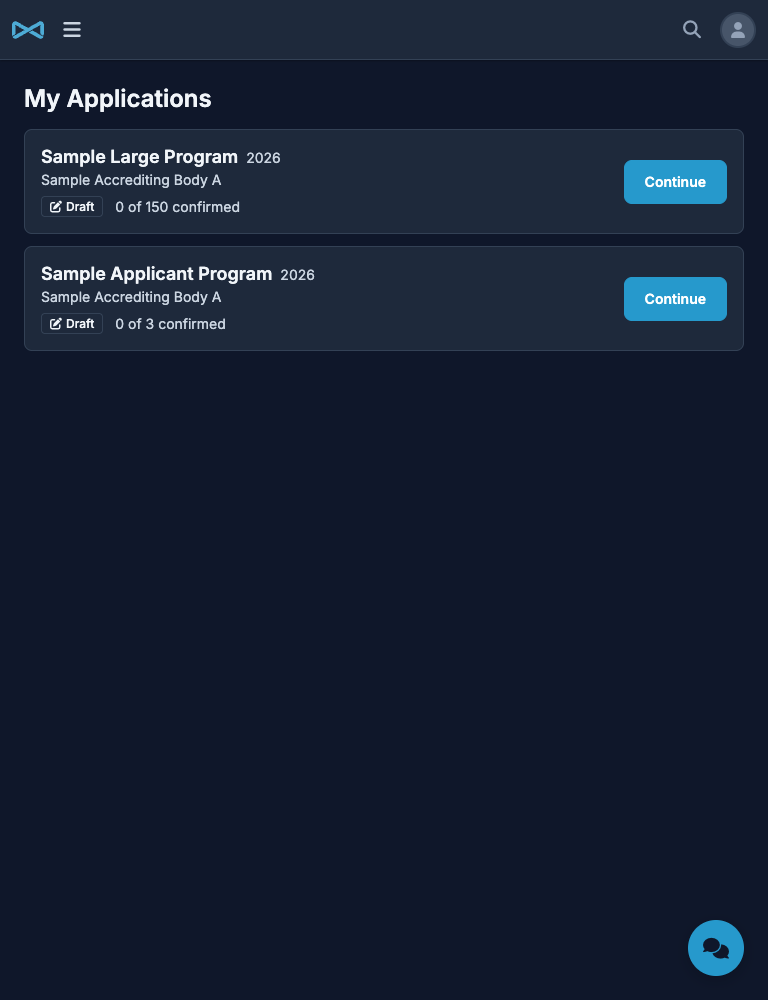 My Applications
Sample Large Program 2026
Sample Accrediting Body A
Draft 0 of 150 confirmed
Continue
Sample Applicant Program 2026
Sample Accrediting Body A
Draft 0 of 3 confirmed
Continue